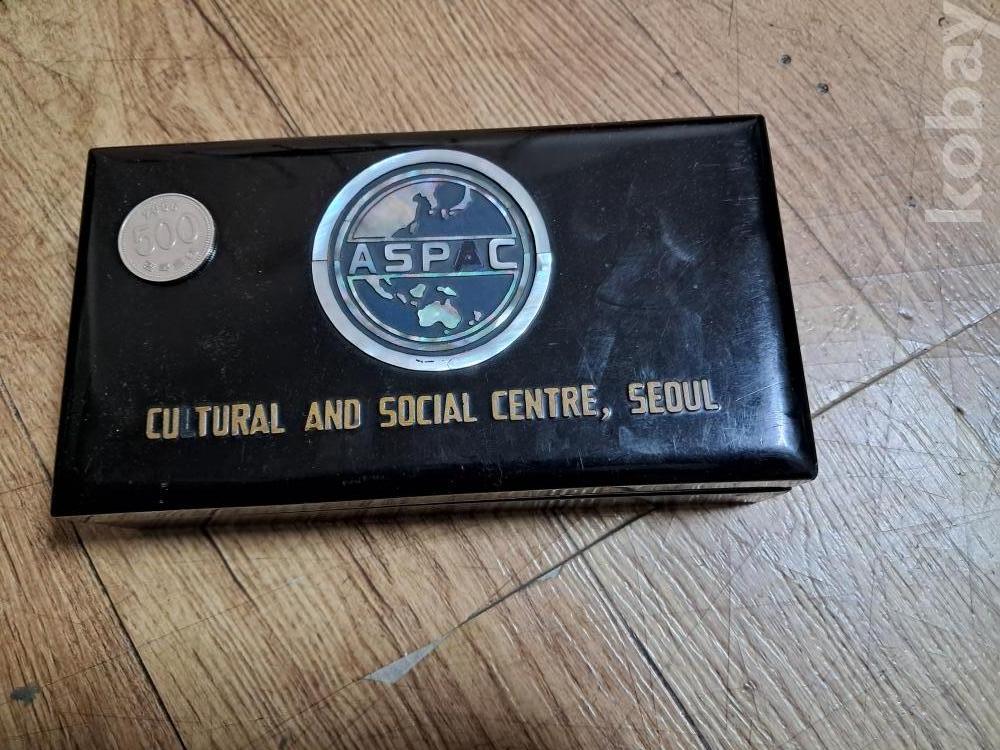 kobay
500
ASPAC
CULTURAL AND SOCIAL CENTRE, SEOUL